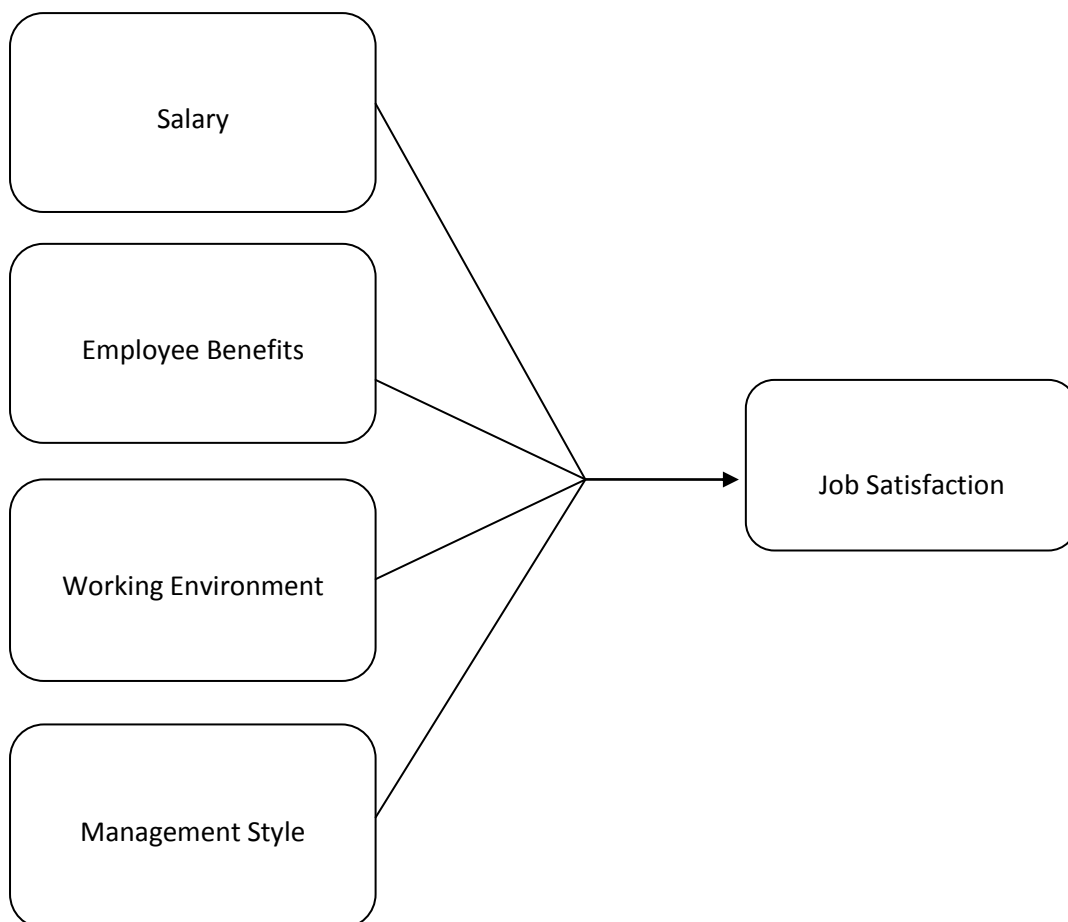 Salary
Employee Benefits
Job Satisfaction
Working Environment
Management Style